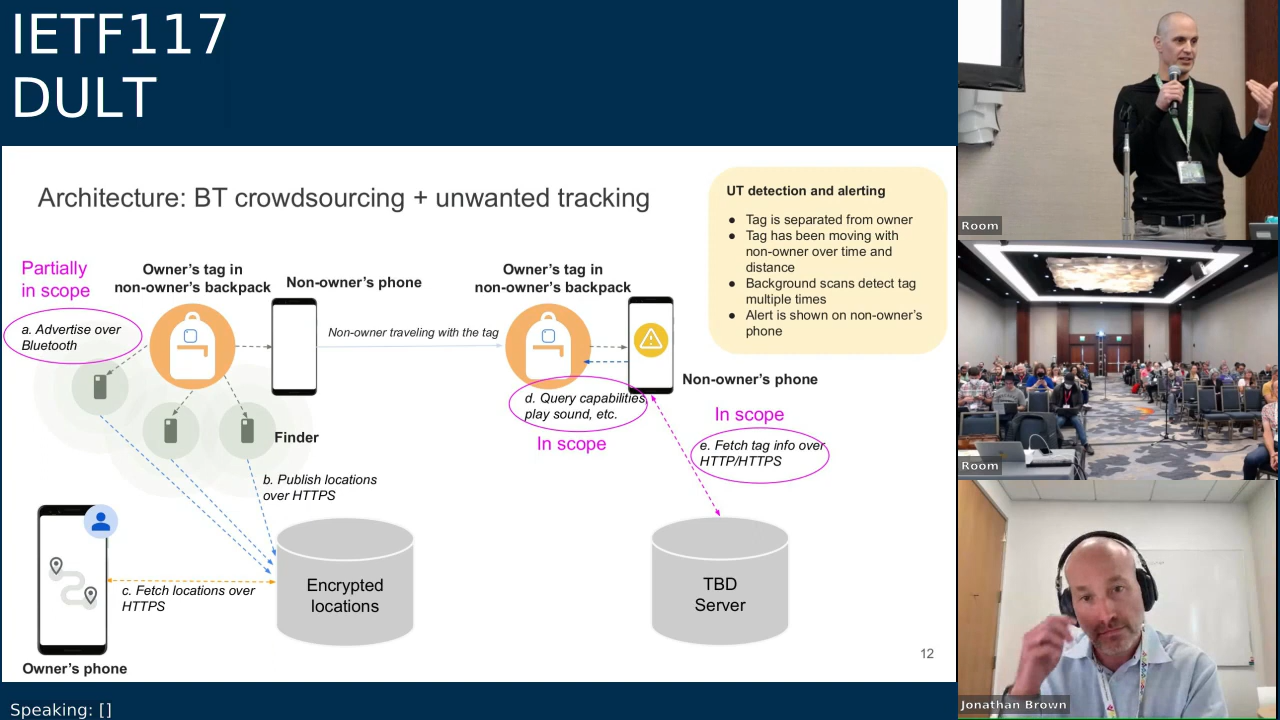 IETF117
DULT
Architecture: BT crowdsourcing + unwanted tracking
UT detection and alerting
● Tag is separated from owner
● Tag has been moving with
non-owner over time and
distance
● Background scans detect tag
multiple times
● Alert is shown on non-owner's
phone
Partially
in scope
Owner's tag in
non-owner's backpack
Non-owner's phone
Owner's tag in
non-owner's backpack
a. Advertise over
Bluetooth
Non-owner traveling with the tag
Non-owner's phone
d. Query capabilities
play sound, etc.
In scope
In scope
Finder
e. Fetch tag info over
HTTP/HTTPS
b. Publish locations
over HTTPS
Encrypted
locations
TBD
Server
c. Fetch locations over
HTTPS
Owner's phone
12
Speaking: []
Room
Room
Jonathan Brown